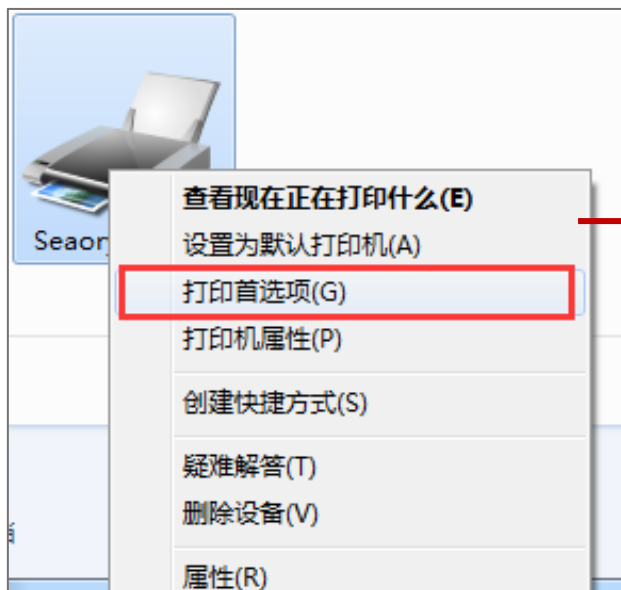 查看现在正在打印什么(E)
Seaory
设置为默认打印机(A)
打印首选项(G)
打印机属性(P)
创建快捷方式(S)
疑难解答(T)
删除设备(V)
属性(R)